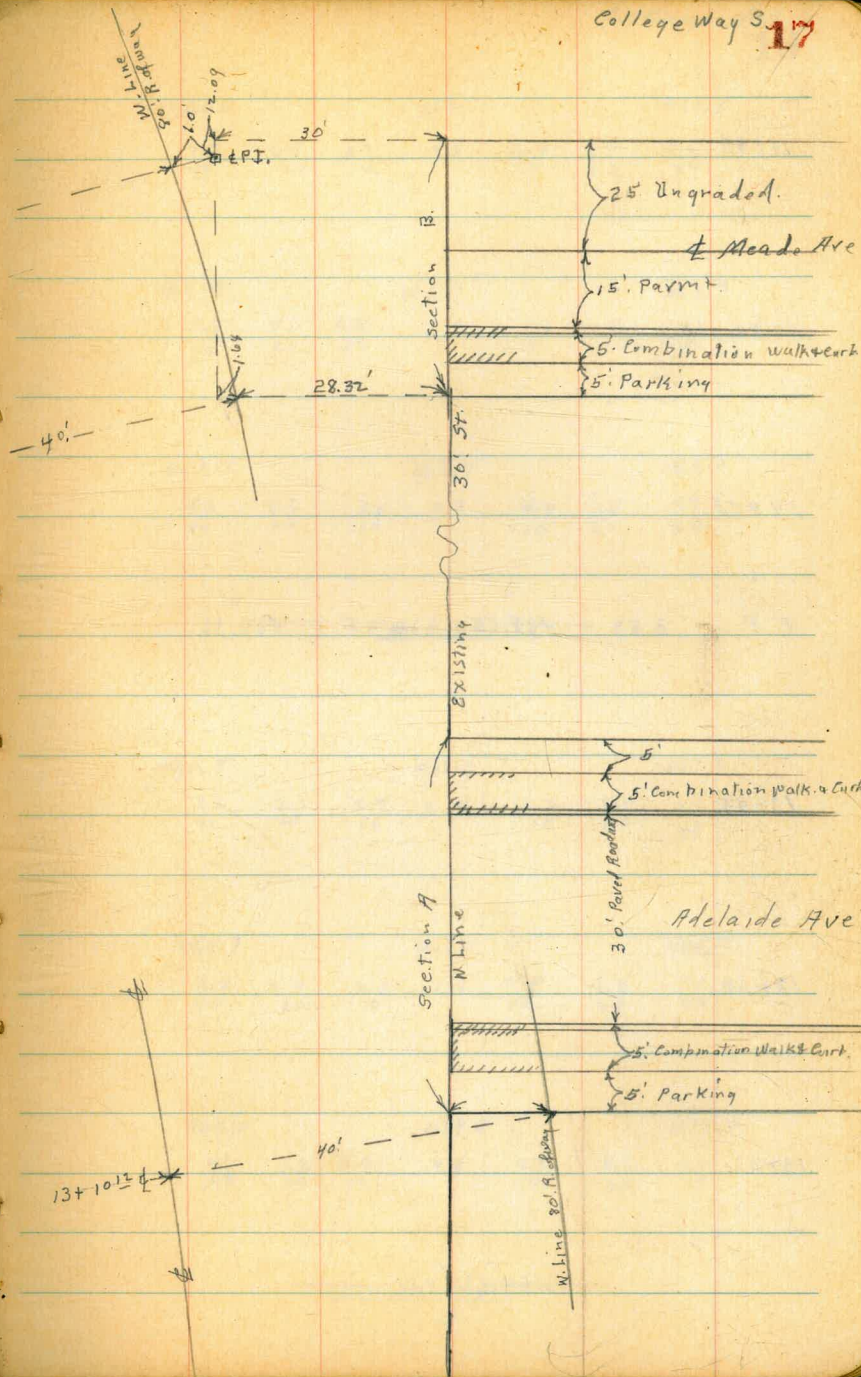 College Way S.
17
W. Line
80' R. of way
6.0'
12.09
30'
₵ P.I.
25' Ungraded.
Section B.
₵ Meade Ave
15'. Pavmt.
5'. Combination walk & curb
5'. Parking
1.68
28.32'
40'
30' St.
Existing
5'
5'. Combination walk. & Curb
30' Paved Roadway
Adelaide Ave
Section A
W. Line
₵
5'. Combination Walk & Curb.
5'. Parking
40'
13+10 12 ₵
W. Line 80'. R. of way
₵